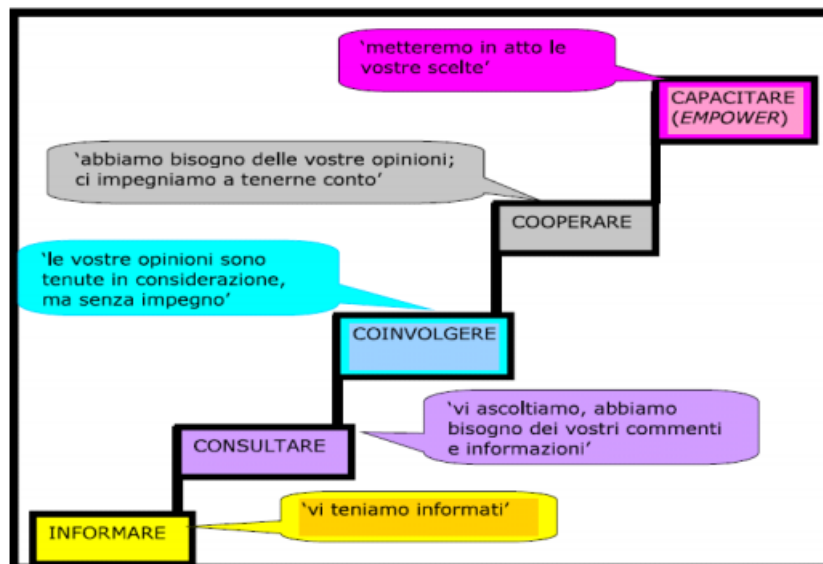 ‘metteremo in atto le
vostre scelte’
CAPACITARE
(EMPOWER)
‘abbiamo bisogno delle vostre opinioni;
ci impegniamo a tenerne conto’
COOPERARE
‘le vostre opinioni sono
tenute in considerazione,
ma senza impegno’
COINVOLGERE
‘vi ascoltiamo, abbiamo
bisogno dei vostri commenti
e informazioni’
CONSULTARE
‘vi teniamo informati’
INFORMARE